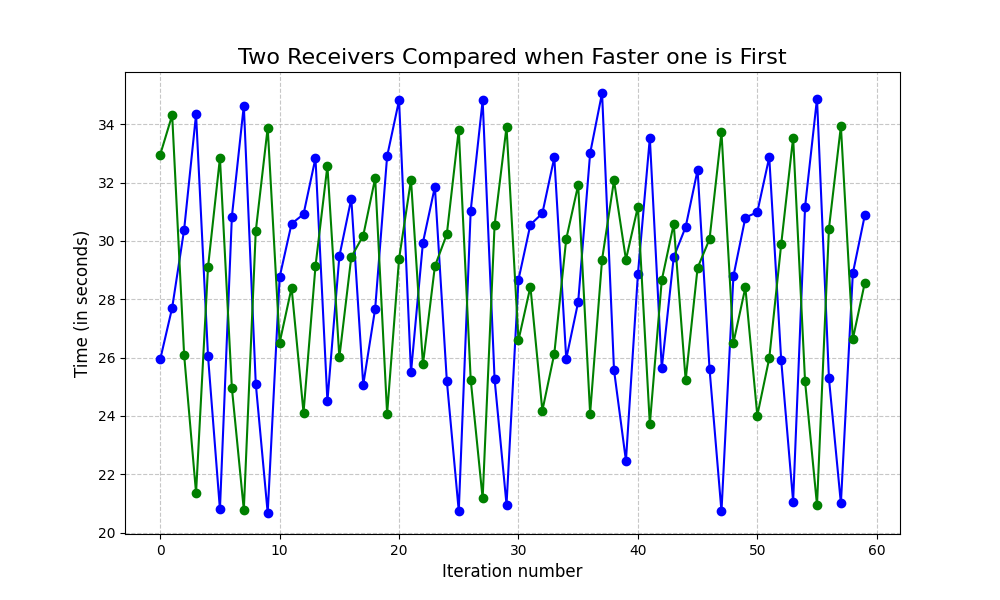 Two Receivers Compared when Faster one is First
Time (in seconds)
34
32
30
28
26
24
22
20
0 10 20 30 40 50 60
Iteration number